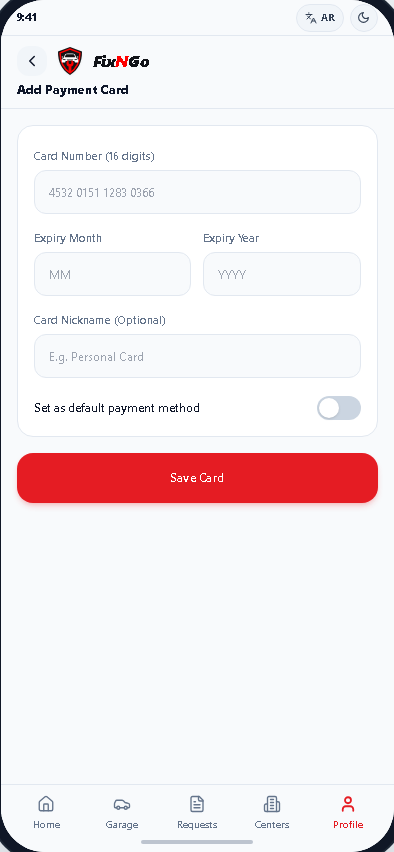 9:41
AR
FixNGo
Add Payment Card
Card Number (16 digits)
4532 0151 1283 0366
Expiry Month Expiry Year
MM YYYY
Card Nickname (Optional)
E.g. Personal Card
Set as default payment method
Save Card
Home Garage Requests Centers Profile